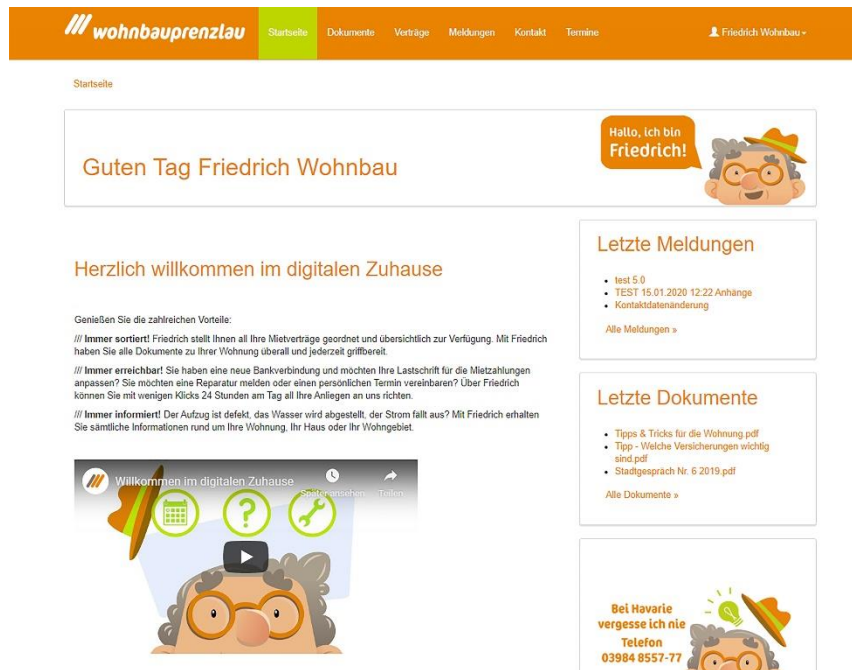 wohnbauprenzlau
Startseite Dokumente Verträge Meldungen Kontakt Termine Friedrich Wohnbau
Startseite
Guten Tag Friedrich Wohnbau
Hallo, ich bin
Friedrich!
Herzlich willkommen im digitalen Zuhause
Genießen Sie die zahlreichen Vorteile:
/// Immer sortiert! Friedrich stellt Ihnen all Ihre Mietverträge geordnet und übersichtlich zur Verfügung. Mit Friedrich
haben Sie alle Dokumente zu Ihrer Wohnung überall und jederzeit griffbereit.
/// Immer erreichbar! Sie haben eine neue Bankverbindung und möchten Ihre Lastschrift für die Mietzahlungen
anpassen? Sie möchten eine Reparatur melden oder einen persönlichen Termin vereinbaren? Über Friedrich
können Sie mit wenigen Klicks 24 Stunden am Tag all Ihre Anliegen an uns richten.
/// Immer informiert! Der Aufzug ist defekt, das Wasser wird abgestellt, der Strom fällt aus? Mit Friedrich erhalten
Sie sämtliche Informationen rund um Ihre Wohnung, Ihr Haus oder Ihr Wohngebiet.
Willkommen im digitalen Zuhause
Später ansehen Teilen
Letzte Meldungen
test 5.0
TEST 15.01.2020 12:22 Anhänge
Kontaktdatenänderung
Alle Meldungen »
Letzte Dokumente
Tipps & Tricks für die Wohnung.pdf
Tipp - Welche Versicherungen wichtig
sind.pdf
Stadtgespräch Nr. 6 2019.pdf
Alle Dokumente »
Bei Havarie
vergesse ich nie
Telefon
03984 8557-77